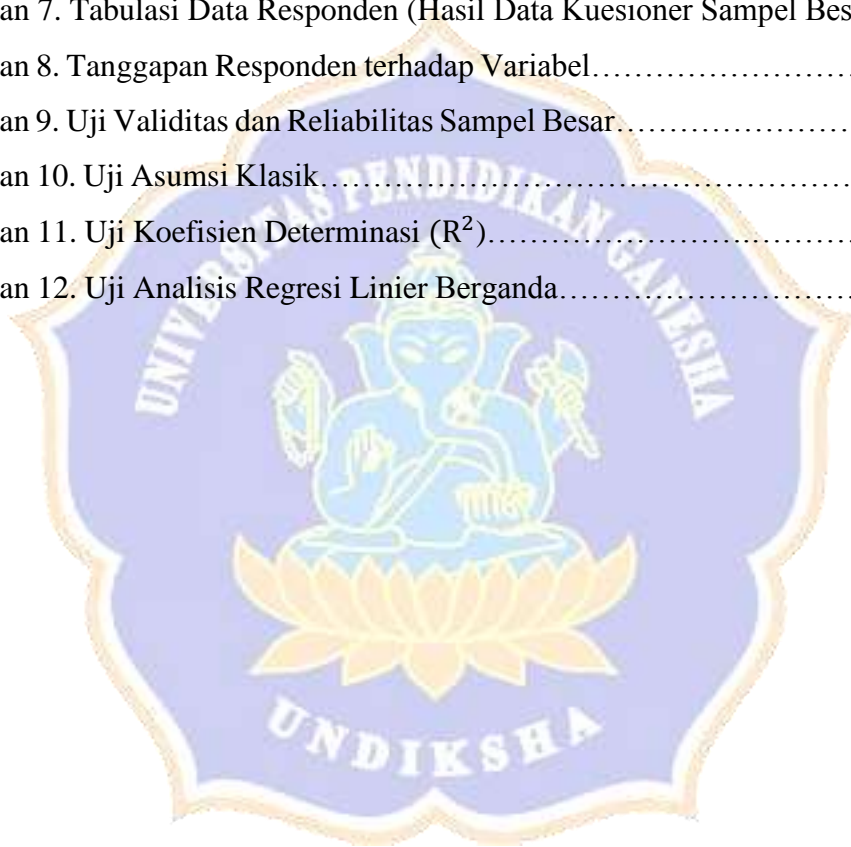 an 7. Tabulasi Data Responden (Hasil Data Kuesioner Sampel Bes
an 8. Tanggapan Responden terhadap Variabel……………………….
an 9. Uji Validitas dan Reliabilitas Sampel Besar…………………….
an 10. Uji Asumsi Klasik…………………………………………….
an 11. Uji Koefisien Determinasi (R²)……………………………….
an 12. Uji Analisis Regresi Linier Berganda………………………….
UNIVERSITAS PENDIDIKAN GANESHA
UNDIKSHA